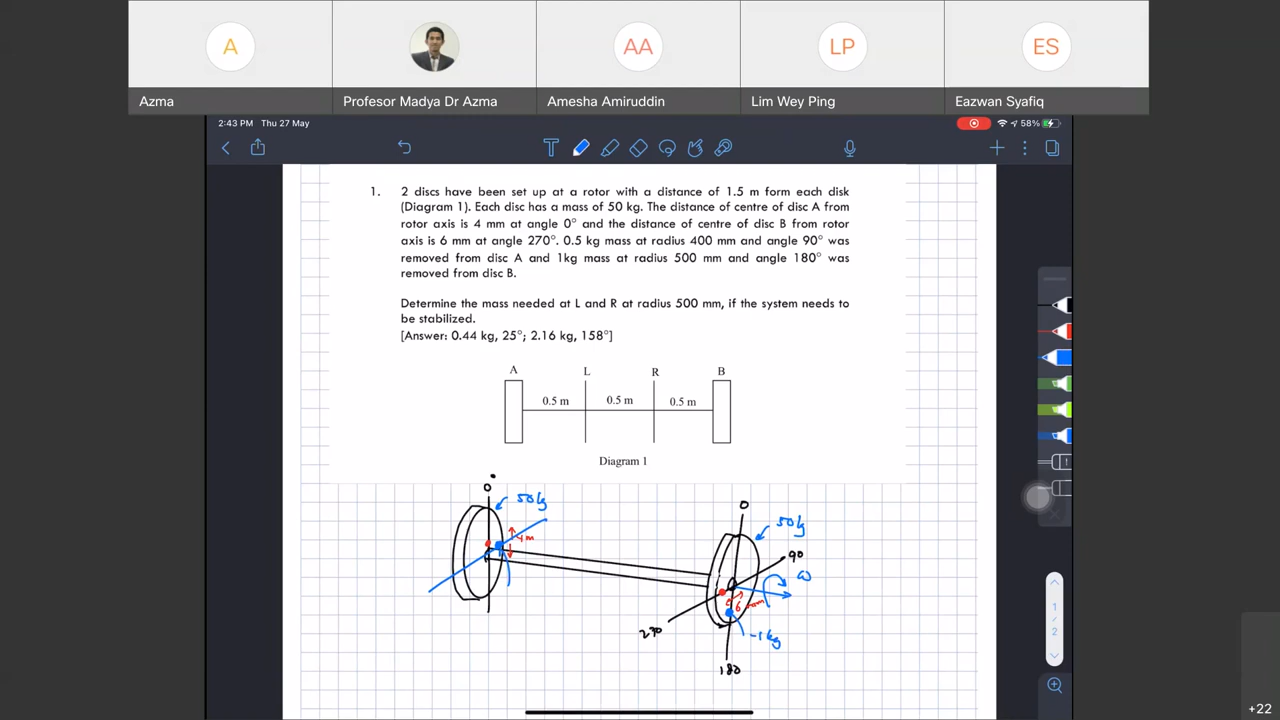 A
AA
LP
ES
Azma
Profesor Madya Dr Azma
Amesha Amiruddin
Lim Wey Ping
Eazwan Syafiq
2:43 PM Thu 27 May
58%
T
1. 2 discs have been set up at a rotor with a distance of 1.5 m form each disk
(Diagram 1). Each disc has a mass of 50 kg. The distance of centre of disc A from
rotor axis is 4 mm at angle 0° and the distance of centre of disc B from rotor
axis is 6 mm at angle 270°. 0.5 kg mass at radius 400 mm and angle 90° was
removed from disc A and 1kg mass at radius 500 mm and angle 180° was
removed from disc B.
Determine the mass needed at L and R at radius 500 mm, if the system needs to
be stabilized.
[Answer: 0.44 kg, 25°; 2.16 kg, 158°]
A L R B
0.5 m 0.5 m 0.5 m
Diagram 1
0°
50kg
4m
0
50kg
90
ω
6mm
270
-1kg
180
1
/
2
+22